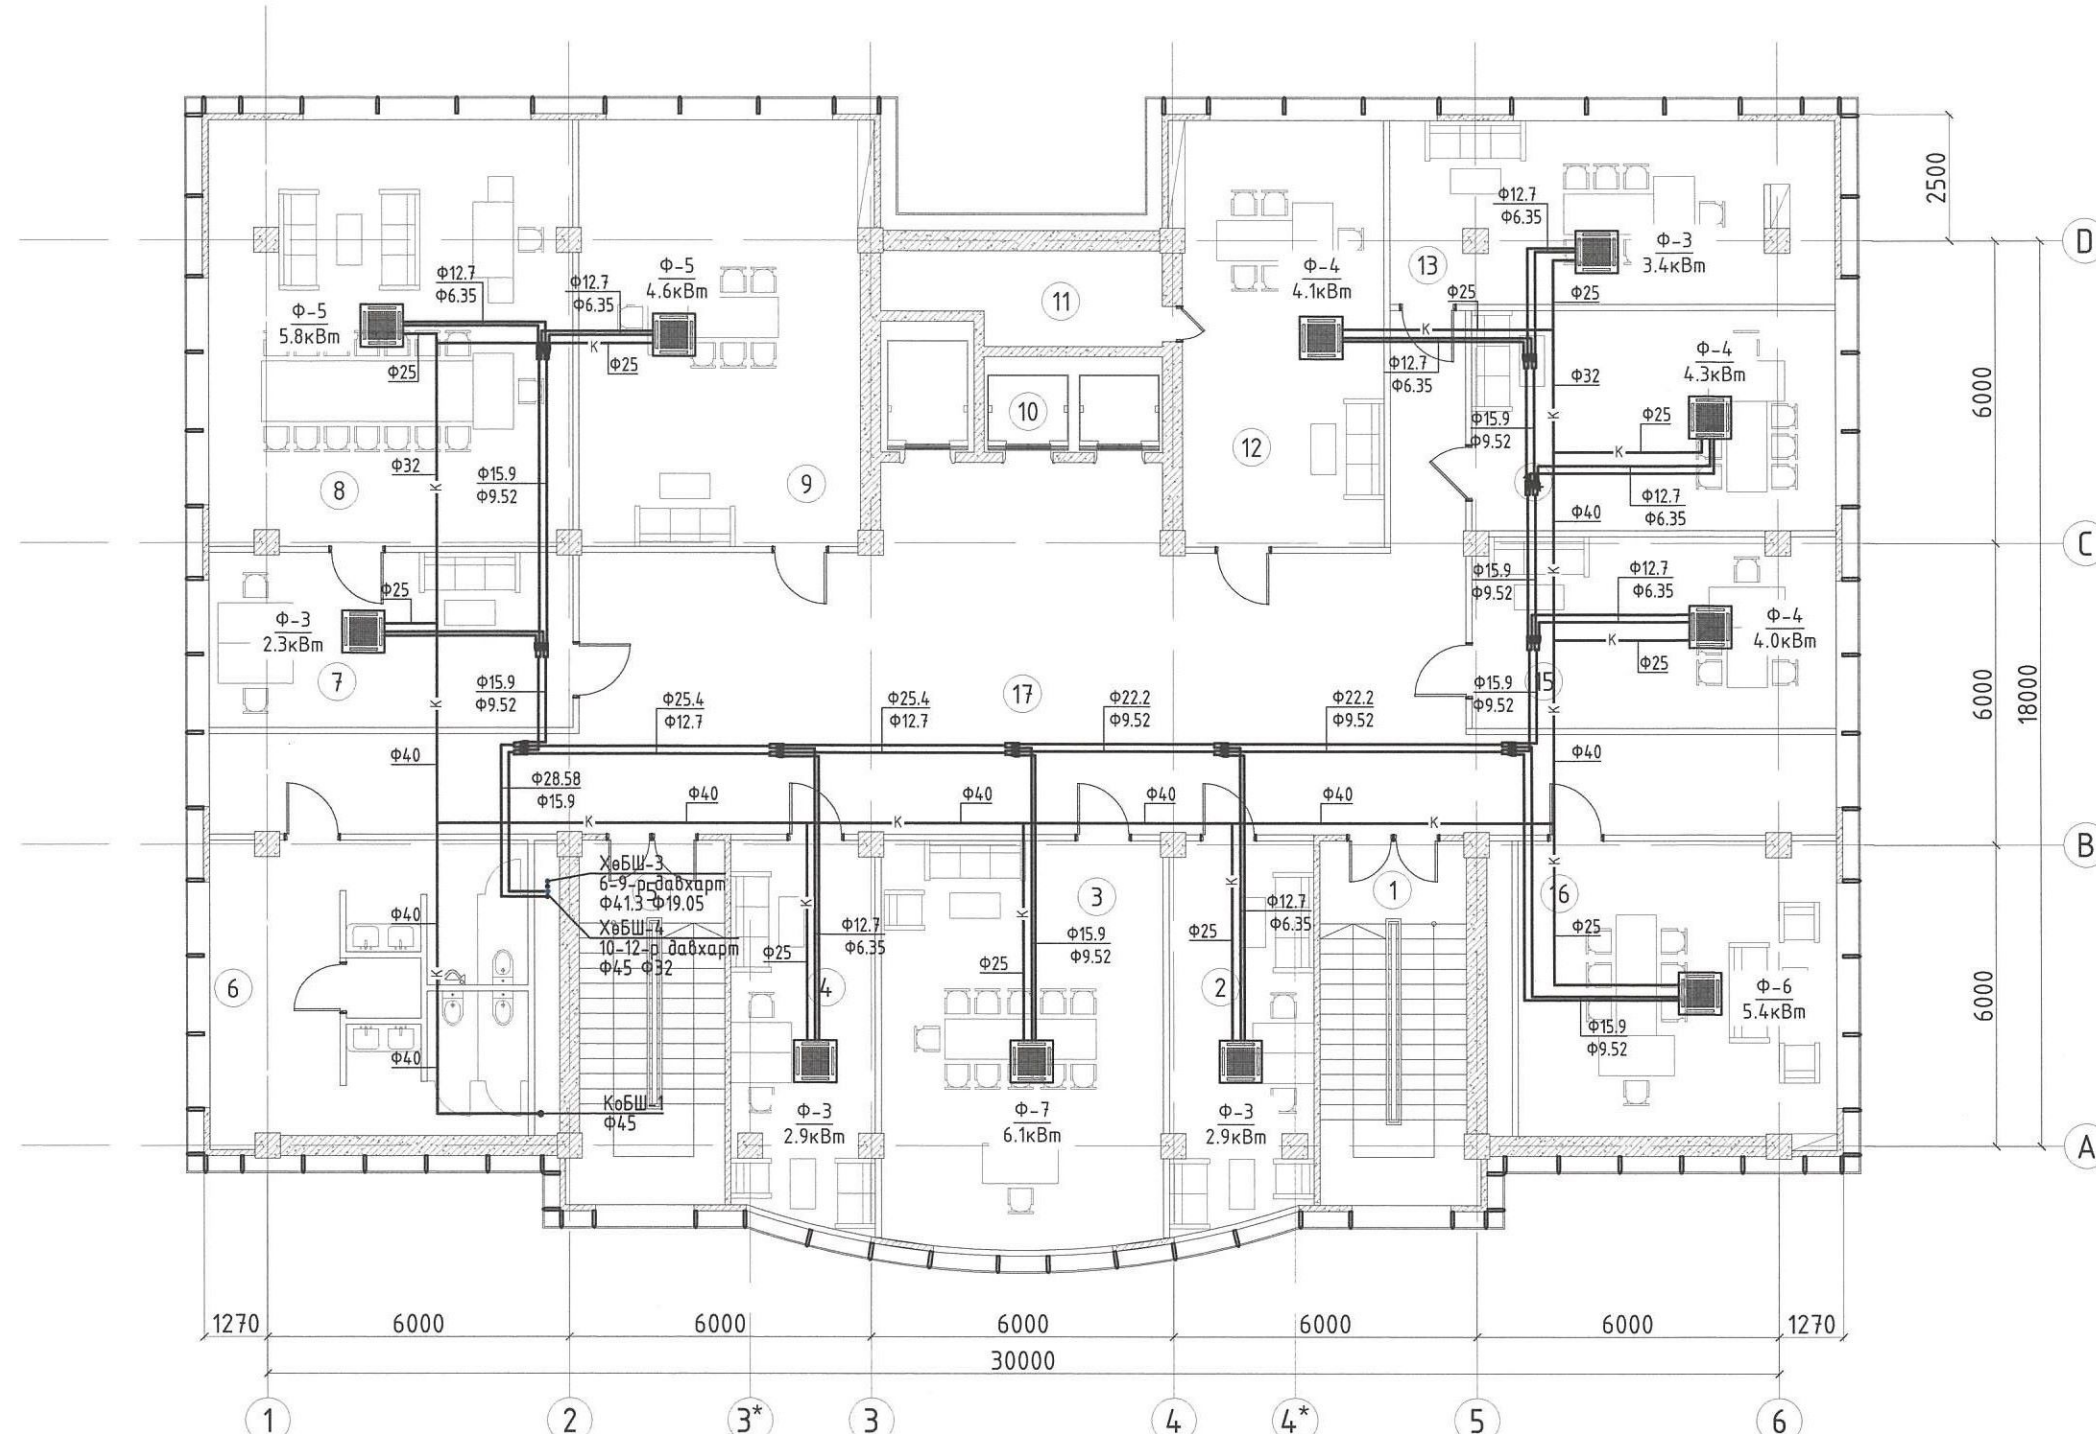 2500
D
Ф12.7
Ф6.35
Ф-3
3.4кВт
Ф-5
4.6кВт
Ф12.7
Ф6.35
Ф12.7
Ф6.35
Ф-4
4.1кВт
13
Ф25
Ф25
11
Ф-5
5.8кВт
К
Ф25
Ф25
К
Ф12.7
Ф6.35
Ф32
Ф-4
4.3кВт
6000
10
К
Ф25
К
Ф15.9
Ф9.52
12
Ф32
К
Ф15.9
Ф9.52
8
9
Ф12.7
Ф6.35
Ф40
C
К
Ф15.9
Ф9.52
Ф12.7
Ф6.35
Ф25
Ф-3
2.3кВт
Ф-4
4.0кВт
К
Ф25
7
17
15
Ф15.9
Ф9.52
К
Ф15.9
Ф9.52
К
6000
18000
Ф25.4
Ф12.7
Ф25.4
Ф12.7
Ф22.2
Ф9.52
Ф22.2
Ф9.52
Ф40
Ф40
Ф28.58
Ф15.9
Ф40
Ф40
Ф40
Ф40
К
К
К
B
ХөБШ-3
6-9-р давхарт
Ф41.3 Ф19.05
5
ХөБШ-4
10-12-р давхарт
Ф45 Ф32
К
К
К
К
3
1
16
Ф40
К
Ф12.7
Ф6.35
Ф25
Ф15.9
Ф9.52
Ф25
Ф12.7
Ф6.35
Ф25
Ф25
6
4
2
Ф-6
5.4кВт
6000
Ф15.9
Ф9.52
Ф40
КөБШ-1
Ф45
Ф-3
2.9кВт
Ф-7
6.1кВт
Ф-3
2.9кВт
A
1270
6000
6000
6000
6000
6000
1270
30000
1
2
3*
3
4
4*
5
6